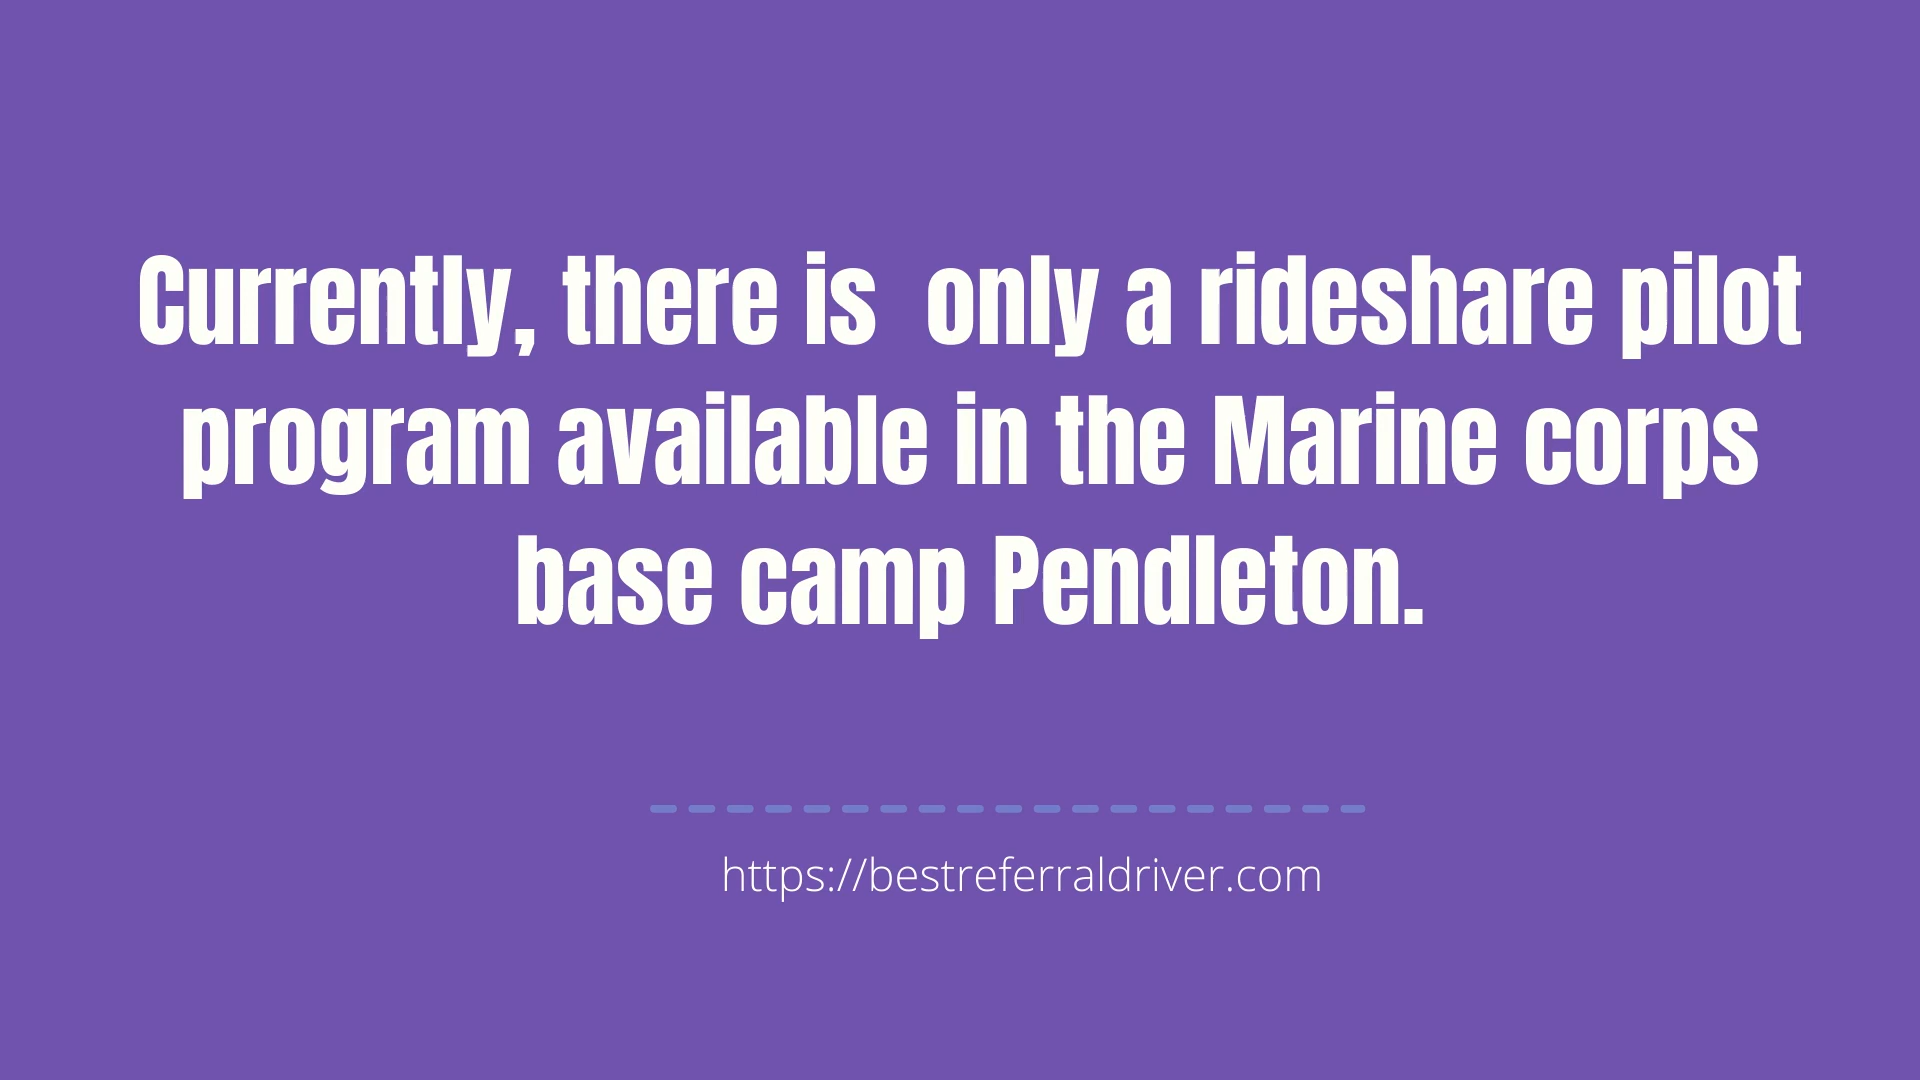 Currently, there is  only a rideshare pilot
program available in the Marine corps
base camp Pendleton.
https://bestreferraldriver.com